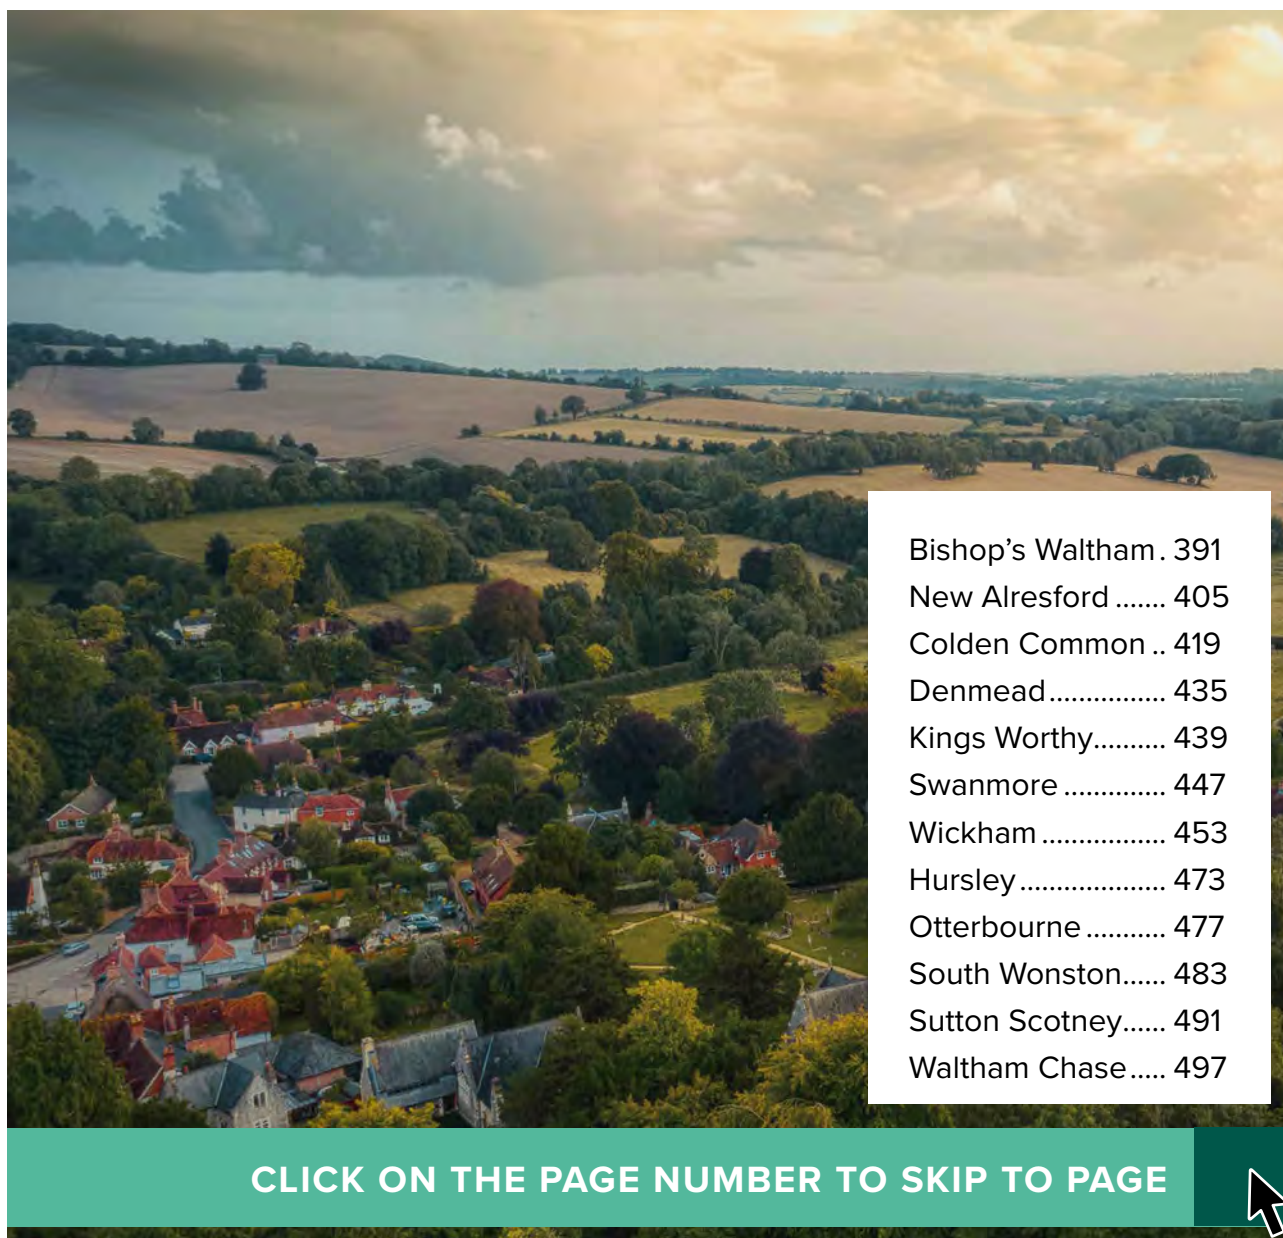 Bishop’s Waltham. 391
New Alresford ....... 405
Colden Common .. 419
Denmead................ 435
Kings Worthy.......... 439
Swanmore .............. 447
Wickham ................. 453
Hursley .................... 473
Otterbourne ........... 477
South Wonston...... 483
Sutton Scotney...... 491
Waltham Chase..... 497
CLICK ON THE PAGE NUMBER TO SKIP TO PAGE